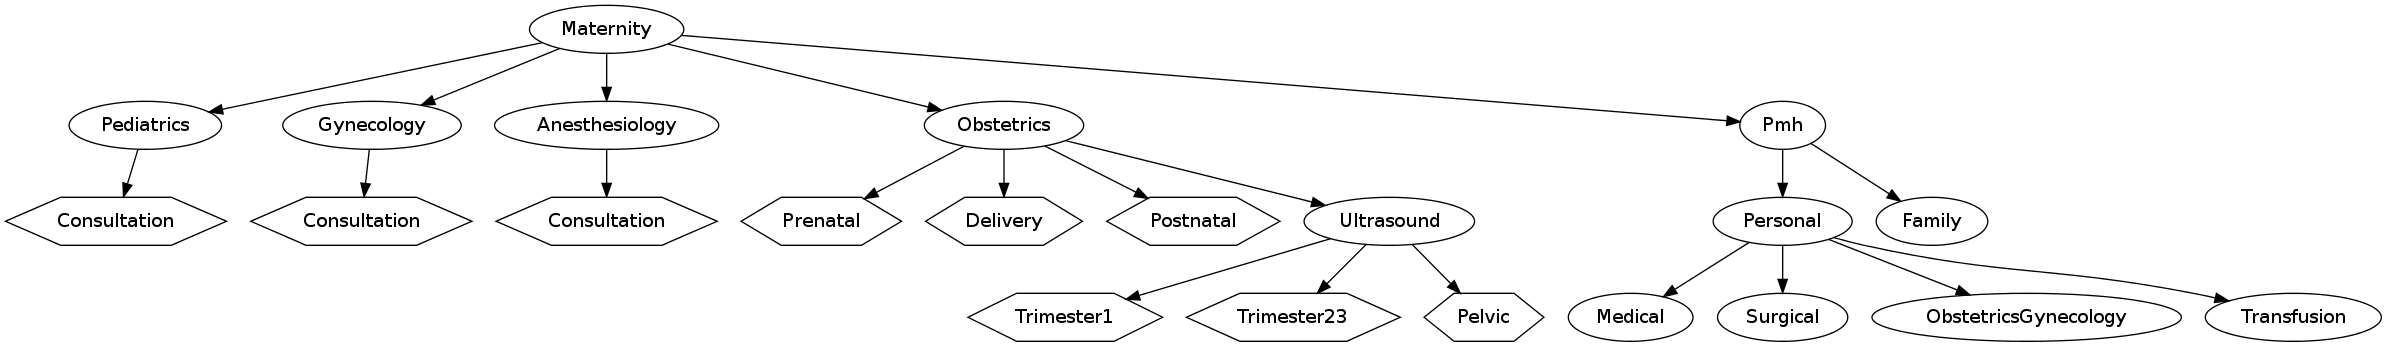 Maternity
Pediatrics
Gynecology
Anesthesiology
Obstetrics
Pmh
Consultation
Consultation
Consultation
Prenatal
Delivery
Postnatal
Ultrasound
Personal
Family
Trimester1
Trimester23
Pelvic
Medical
Surgical
ObstetricsGynecology
Transfusion